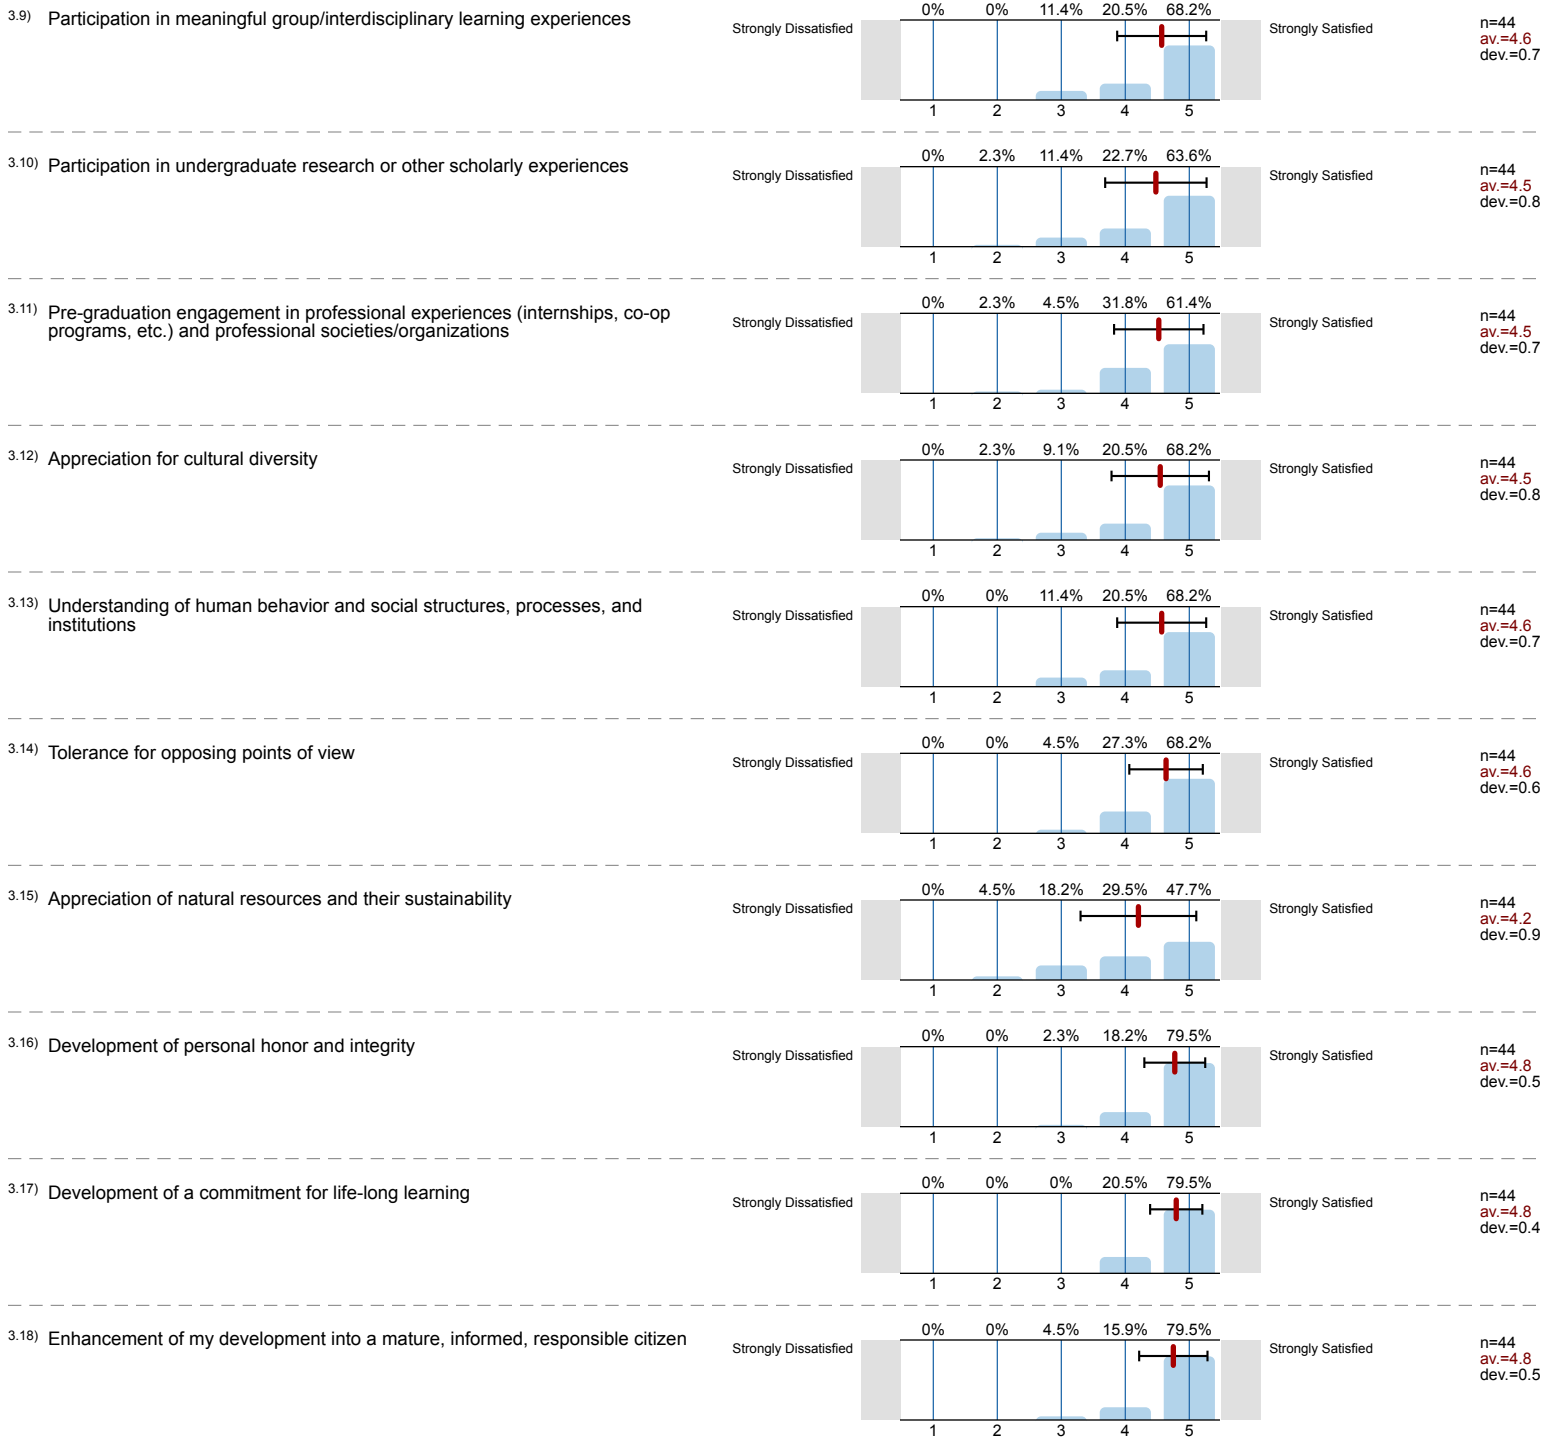 3.9) Participation in meaningful group/interdisciplinary learning experiences
0% 0% 11.4% 20.5% 68.2%
Strongly Dissatisfied Strongly Satisfied
n=44
av.=4.6
dev.=0.7
1 2 3 4 5
3.10) Participation in undergraduate research or other scholarly experiences
0% 2.3% 11.4% 22.7% 63.6%
Strongly Dissatisfied Strongly Satisfied
n=44
av.=4.5
dev.=0.8
1 2 3 4 5
3.11) Pre-graduation engagement in professional experiences (internships, co-op
programs, etc.) and professional societies/organizations
0% 2.3% 4.5% 31.8% 61.4%
Strongly Dissatisfied Strongly Satisfied
n=44
av.=4.5
dev.=0.7
1 2 3 4 5
3.12) Appreciation for cultural diversity
0% 2.3% 9.1% 20.5% 68.2%
Strongly Dissatisfied Strongly Satisfied
n=44
av.=4.5
dev.=0.8
1 2 3 4 5
3.13) Understanding of human behavior and social structures, processes, and
institutions
0% 0% 11.4% 20.5% 68.2%
Strongly Dissatisfied Strongly Satisfied
n=44
av.=4.6
dev.=0.7
1 2 3 4 5
3.14) Tolerance for opposing points of view
0% 0% 4.5% 27.3% 68.2%
Strongly Dissatisfied Strongly Satisfied
n=44
av.=4.6
dev.=0.6
1 2 3 4 5
3.15) Appreciation of natural resources and their sustainability
0% 4.5% 18.2% 29.5% 47.7%
Strongly Dissatisfied Strongly Satisfied
n=44
av.=4.2
dev.=0.9
1 2 3 4 5
3.16) Development of personal honor and integrity
0% 0% 2.3% 18.2% 79.5%
Strongly Dissatisfied Strongly Satisfied
n=44
av.=4.8
dev.=0.5
1 2 3 4 5
3.17) Development of a commitment for life-long learning
0% 0% 0% 20.5% 79.5%
Strongly Dissatisfied Strongly Satisfied
n=44
av.=4.8
dev.=0.4
1 2 3 4 5
3.18) Enhancement of my development into a mature, informed, responsible citizen
0% 0% 4.5% 15.9% 79.5%
Strongly Dissatisfied Strongly Satisfied
n=44
av.=4.8
dev.=0.5
1 2 3 4 5